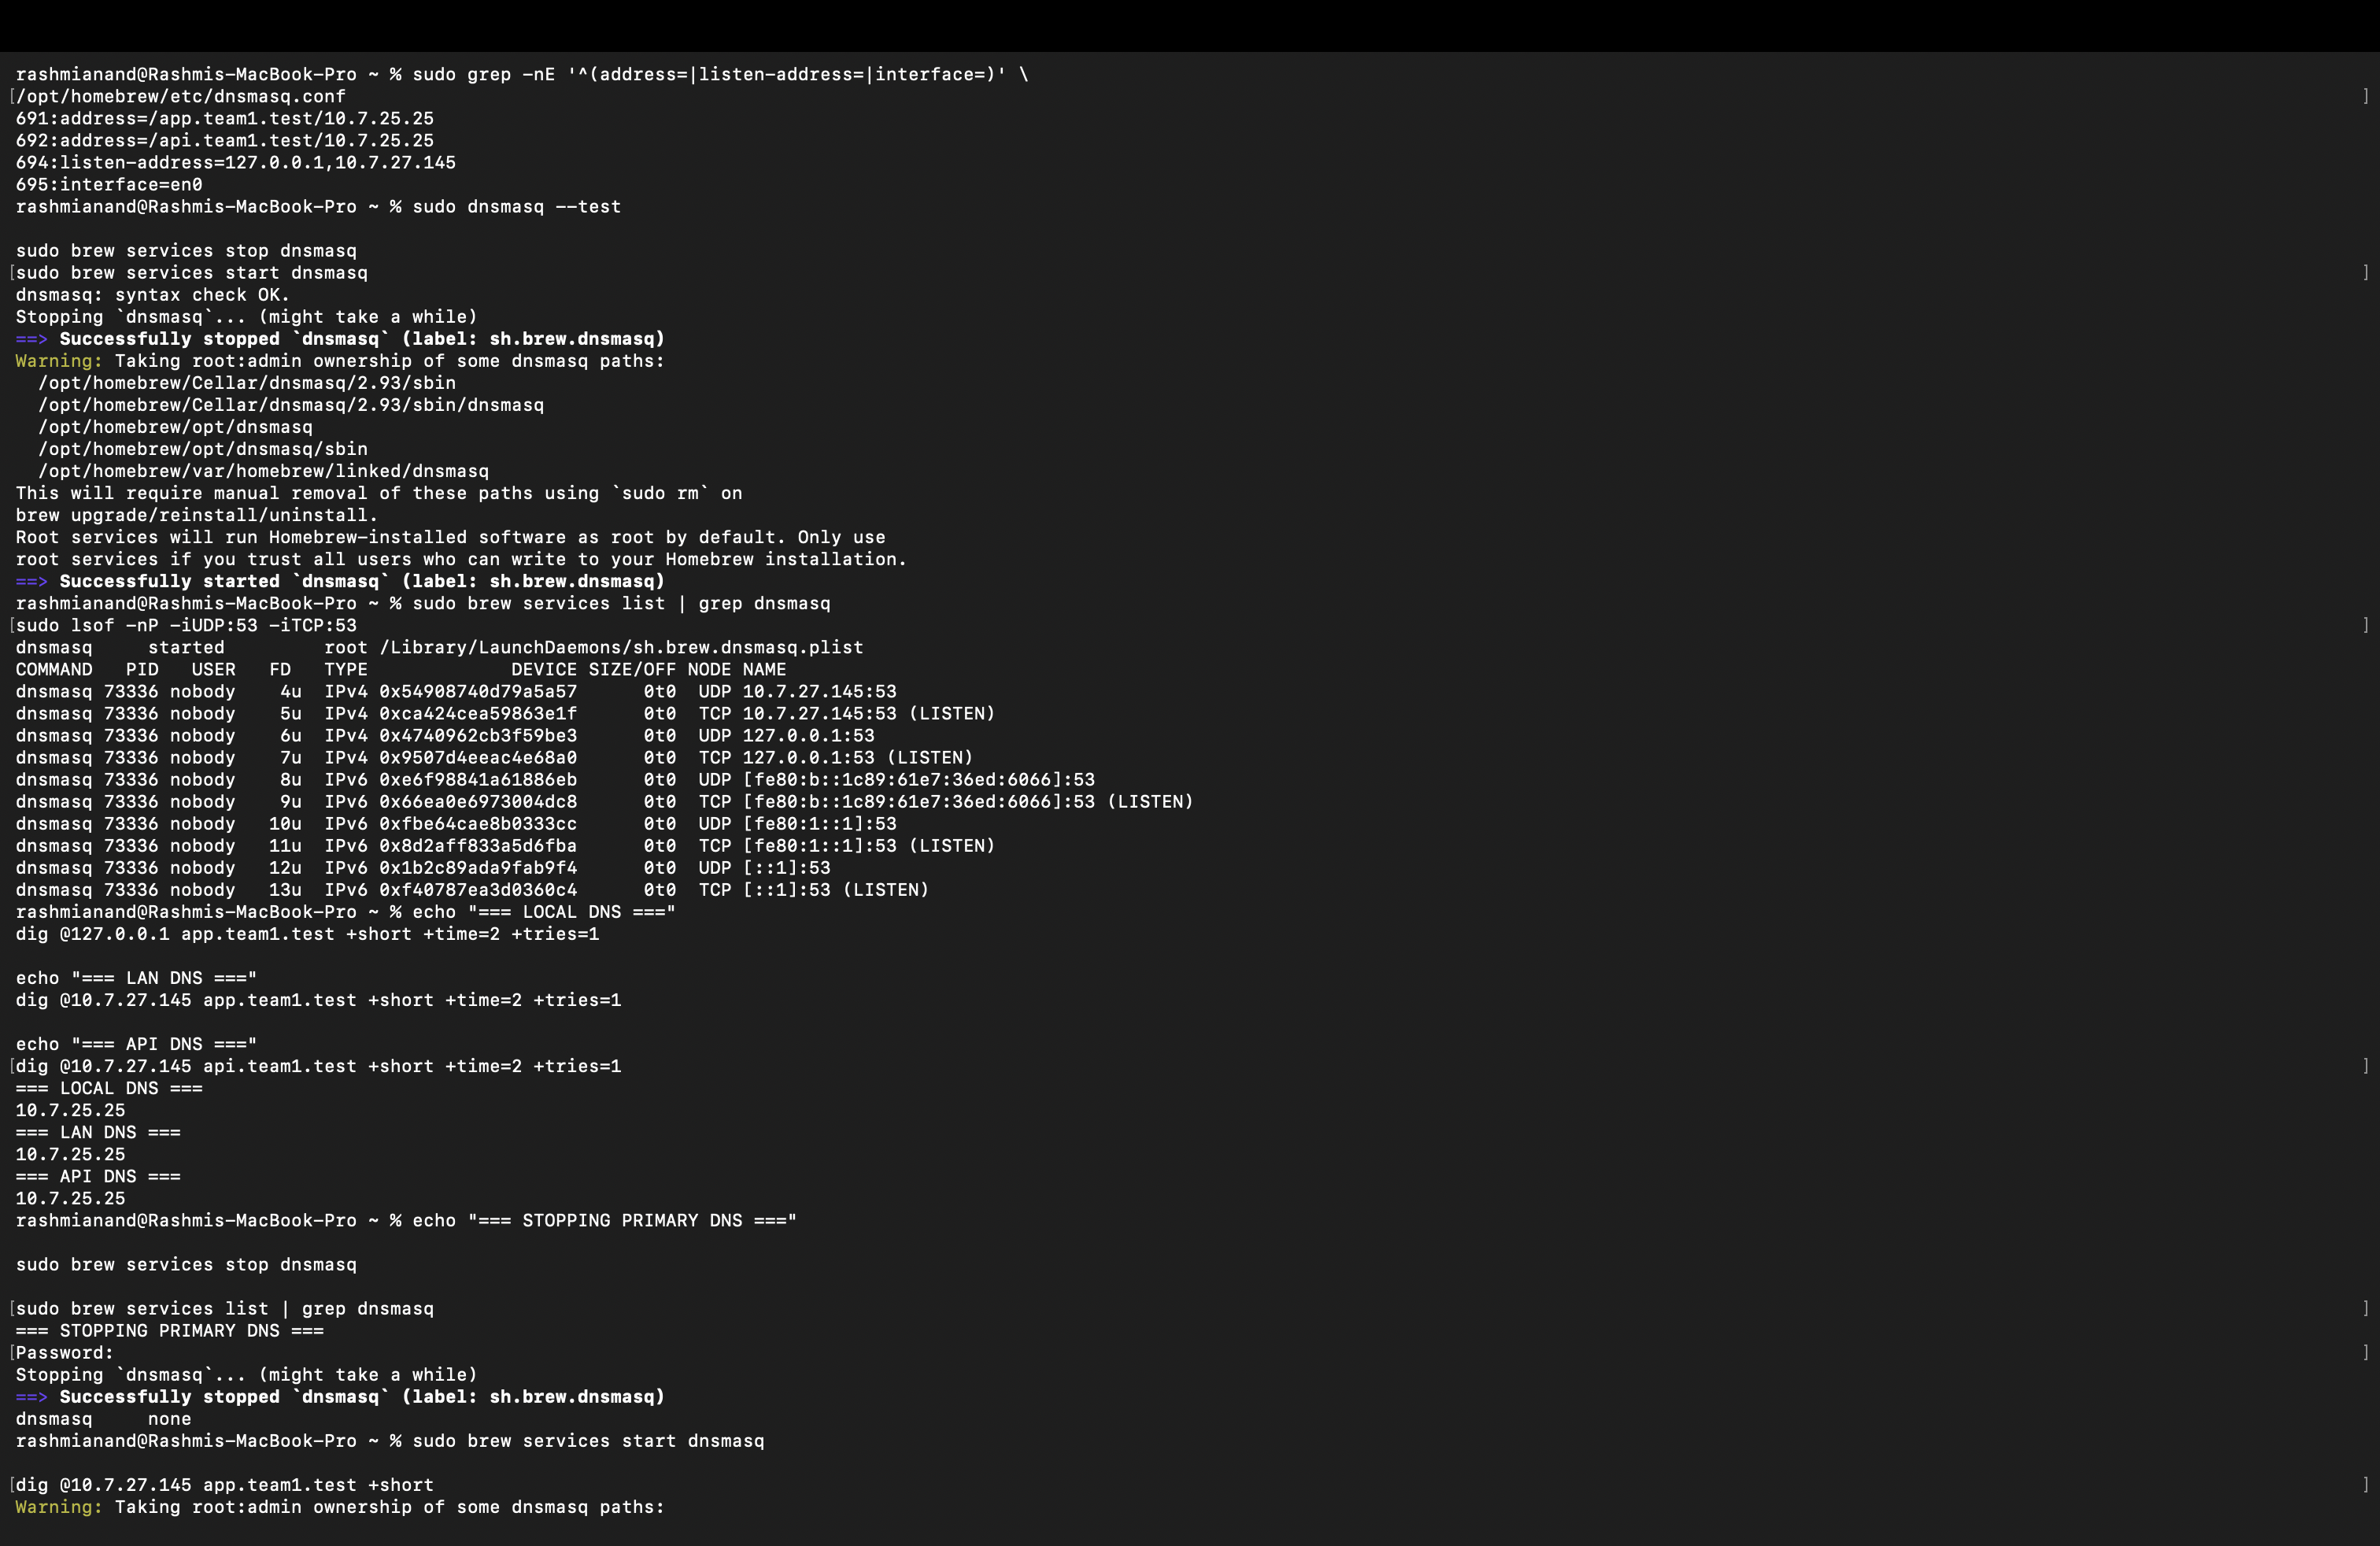 rashmianand@Rashmis-MacBook-Pro ~ % sudo grep -nE '^(address=|listen-address=|interface=)' \
[/opt/homebrew/etc/dnsmasq.conf ]
691:address=/app.team1.test/10.7.25.25
692:address=/api.team1.test/10.7.25.25
694:listen-address=127.0.0.1,10.7.27.145
695:interface=en0
rashmianand@Rashmis-MacBook-Pro ~ % sudo dnsmasq --test
sudo brew services stop dnsmasq
[sudo brew services start dnsmasq ]
dnsmasq: syntax check OK.
Stopping `dnsmasq`... (might take a while)
==> Successfully stopped `dnsmasq` (label: sh.brew.dnsmasq)
Warning: Taking root:admin ownership of some dnsmasq paths:
  /opt/homebrew/Cellar/dnsmasq/2.93/sbin
  /opt/homebrew/Cellar/dnsmasq/2.93/sbin/dnsmasq
  /opt/homebrew/opt/dnsmasq
  /opt/homebrew/opt/dnsmasq/sbin
  /opt/homebrew/var/homebrew/linked/dnsmasq
This will require manual removal of these paths using `sudo rm` on
brew upgrade/reinstall/uninstall.
Root services will run Homebrew-installed software as root by default. Only use
root services if you trust all users who can write to your Homebrew installation.
==> Successfully started `dnsmasq` (label: sh.brew.dnsmasq)
rashmianand@Rashmis-MacBook-Pro ~ % sudo brew services list | grep dnsmasq
[sudo lsof -nP -iUDP:53 -iTCP:53 ]
dnsmasq     started         root /Library/LaunchDaemons/sh.brew.dnsmasq.plist
COMMAND   PID   USER   FD   TYPE             DEVICE SIZE/OFF NODE NAME
dnsmasq 73336 nobody    4u  IPv4 0x54908740d79a5a57      0t0  UDP 10.7.27.145:53
dnsmasq 73336 nobody    5u  IPv4 0xca424cea59863e1f      0t0  TCP 10.7.27.145:53 (LISTEN)
dnsmasq 73336 nobody    6u  IPv4 0x4740962cb3f59be3      0t0  UDP 127.0.0.1:53
dnsmasq 73336 nobody    7u  IPv4 0x9507d4eeac4e68a0      0t0  TCP 127.0.0.1:53 (LISTEN)
dnsmasq 73336 nobody    8u  IPv6 0xe6f98841a61886eb      0t0  UDP [fe80:b::1c89:61e7:36ed:6066]:53
dnsmasq 73336 nobody    9u  IPv6 0x66ea0e6973004dc8      0t0  TCP [fe80:b::1c89:61e7:36ed:6066]:53 (LISTEN)
dnsmasq 73336 nobody   10u  IPv6 0xfbe64cae8b0333cc      0t0  UDP [fe80:1::1]:53
dnsmasq 73336 nobody   11u  IPv6 0x8d2aff833a5d6fba      0t0  TCP [fe80:1::1]:53 (LISTEN)
dnsmasq 73336 nobody   12u  IPv6 0x1b2c89ada9fab9f4      0t0  UDP [::1]:53
dnsmasq 73336 nobody   13u  IPv6 0xf40787ea3d0360c4      0t0  TCP [::1]:53 (LISTEN)
rashmianand@Rashmis-MacBook-Pro ~ % echo "=== LOCAL DNS ==="
dig @127.0.0.1 app.team1.test +short +time=2 +tries=1
echo "=== LAN DNS ==="
dig @10.7.27.145 app.team1.test +short +time=2 +tries=1
echo "=== API DNS ==="
[dig @10.7.27.145 api.team1.test +short +time=2 +tries=1 ]
=== LOCAL DNS ===
10.7.25.25
=== LAN DNS ===
10.7.25.25
=== API DNS ===
10.7.25.25
rashmianand@Rashmis-MacBook-Pro ~ % echo "=== STOPPING PRIMARY DNS ==="
sudo brew services stop dnsmasq
[sudo brew services list | grep dnsmasq ]
=== STOPPING PRIMARY DNS ===
[Password: ]
Stopping `dnsmasq`... (might take a while)
==> Successfully stopped `dnsmasq` (label: sh.brew.dnsmasq)
dnsmasq     none
rashmianand@Rashmis-MacBook-Pro ~ % sudo brew services start dnsmasq
[dig @10.7.27.145 app.team1.test +short ]
Warning: Taking root:admin ownership of some dnsmasq paths: